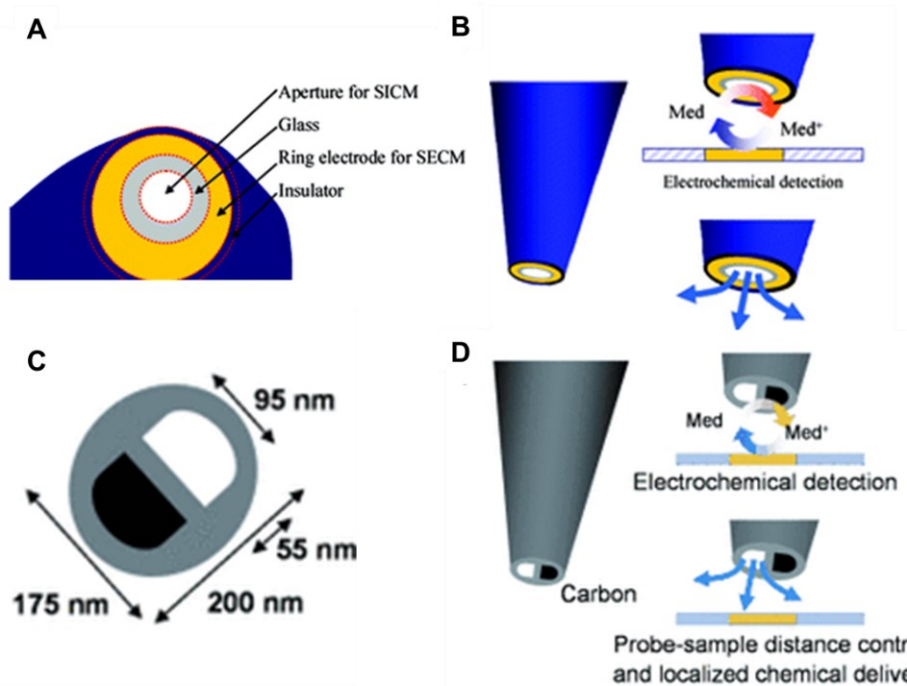 A
Aperture for SICM
Glass
Ring electrode for SECM
Insulator
B
Med
Med⁺
Electrochemical detection
C
95 nm
55 nm
175 nm
200 nm
D
Med
Med⁺
Electrochemical detection
Carbon
Probe-sample distance contr
and localized chemical delive